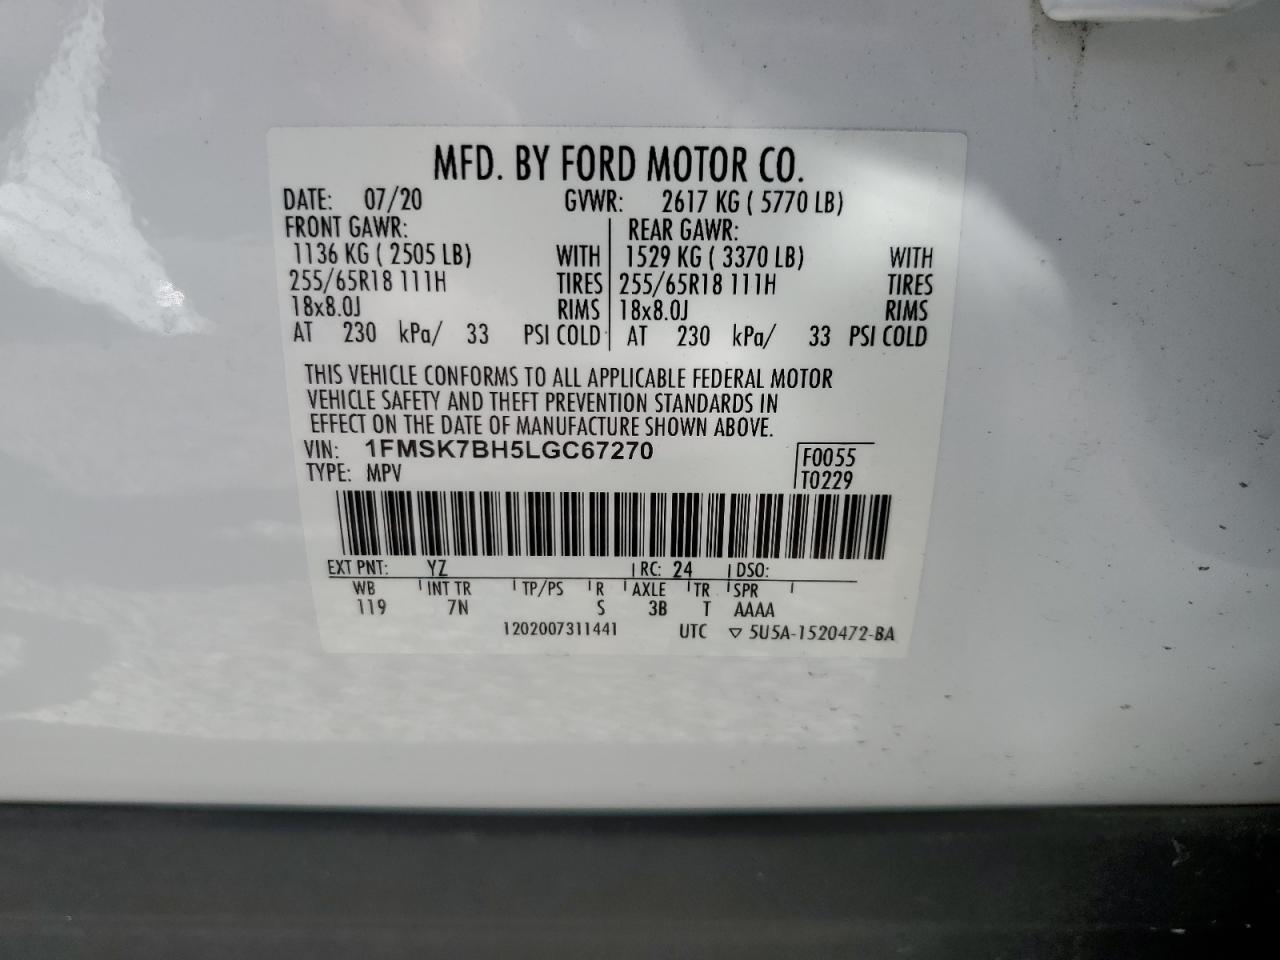 MFD. BY FORD MOTOR CO.
DATE: 07/20 GVWR: 2617 KG ( 5770 LB)
FRONT GAWR: REAR GAWR:
1136 KG ( 2505 LB) WITH 1529 KG ( 3370 LB) WITH
255/65R18 111H TIRES 255/65R18 111H TIRES
18x8.0J RIMS 18x8.0J RIMS
AT 230 kPa/ 33 PSI COLD AT 230 kPa/ 33 PSI COLD
THIS VEHICLE CONFORMS TO ALL APPLICABLE FEDERAL MOTOR
VEHICLE SAFETY AND THEFT PREVENTION STANDARDS IN
EFFECT ON THE DATE OF MANUFACTURE SHOWN ABOVE.
VIN: 1FMSK7BH5LGC67270 F0055
TYPE: MPV T0229
EXT PNT: YZ RC: 24 DSO:
WB INT TR TP/PS R AXLE TR SPR
119 7N S 3B T AAAA
1202007311441 UTC ▽ 5U5A-1520472-BA